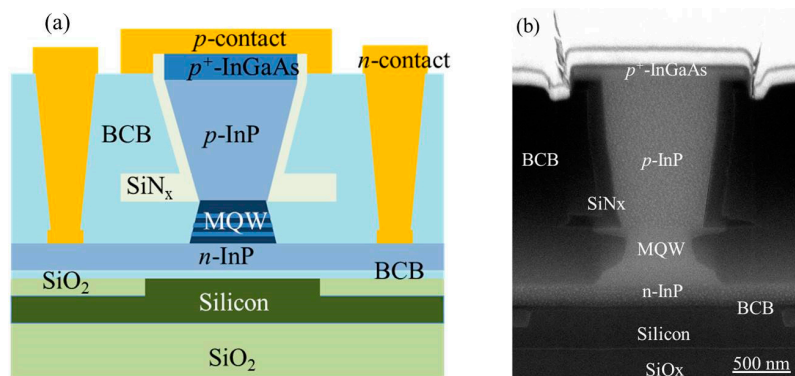 (a)
p-contact
n-contact
p⁺-InGaAs
BCB
p-InP
SiNₓ
MQW
n-InP
SiO₂
BCB
Silicon
SiO₂
(b)
p⁺-InGaAs
BCB
p-InP
SiNx
MQW
n-InP
BCB
Silicon
SiOx
500 nm